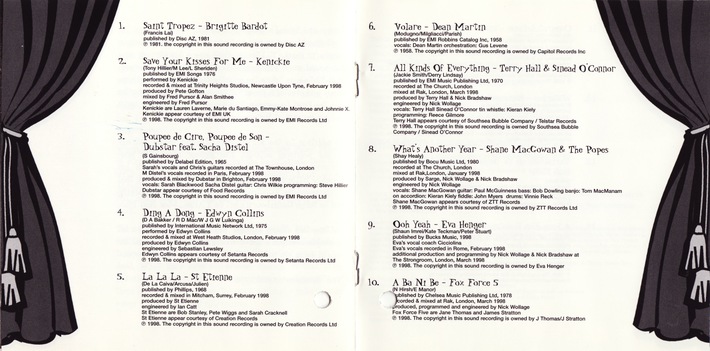 1. Saint Tropez - Brigitte Bardot
(Francis Lai)
published by Disc AZ, 1981
℗ 1981. the copyright in this sound recording is owned by Disc AZ
2. Save Your Kisses For Me - Kenickie
(Tony Hillier/M Lee/L Sheriden)
published by EMI Songs 1976
performed by Kenickie
recorded & mixed at Trinity Heights Studios, Newcastle Upon Tyne, February 1998
produced by Pete Gofton
mixed by Fred Pursor & Alan Smithee
engineered by Fred Pursor
Kenickie are Lauren Laverne, Marie du Santiago, Emmy-Kate Montrose and Johnnie X.
Kenickie appear courtesy of EMI UK
℗ 1998. The copyright in this sound recording is owned by EMI Records Ltd
3. Poupee de Cire, Poupee de Son -
Dubstar feat. Sacha Distel
(S Gainsbourg)
published by Delabel Edition, 1965
Sarah's vocals and Chris's guitars recorded at The Townhouse, London
M Distel's vocals recorded in Paris, February 1998
produced & mixed by Dubstar in Brighton, February 1998
vocals: Sarah Blackwood Sacha Distel guitar: Chris Wilkie programming: Steve Hillier
Dubstar appear courtesy of Food Records
℗ 1998. The copyright in this sound recording is owned by EMI Records Ltd
4. Ding A Dong - Edwyn Collins
(D A Bakker / R D Mac/W J G W Luikinga)
published by International Music Network Ltd, 1975
performed by Edwyn Collins
recorded & mixed at West Heath Studios, London, February 1998
produced by Edwyn Collins
engineered by Sebastian Lewsley
Edwyn Collins appears courtesy of Setanta Records
℗ 1998. The copyright in this sound recording is owned by Setanta Records Ltd
5. La La La - St Etienne
(De La Calva/Arcusa/Julien)
published by Phillips, 1968
recorded & mixed in Mitcham, Surrey, February 1998
produced by St Etienne
engineered by Ian Catt
St Etienne are Bob Stanley, Pete Wiggs and Sarah Cracknell
St Etienne appear courtesy of Creation Records
℗ 1998. The copyright in this sound recording is owned by Creation Records Ltd
6. Volare - Dean Martin
(Modugno/Migliacci/Parish)
published by EMI Robbins Catalog Inc, 1958
vocals: Dean Martin orchestration: Gus Levene
℗ 1958. The copyright in this sound recording is owned by Capitol Records Inc
7. All Kinds Of Everything - Terry Hall & Sinead O'Connor
(Jackie Smith/Derry Lindsay)
published by EMI Music Publishing Ltd, 1970
recorded at The Church, London
mixed at Rak, London, March 1998
produced by Terry Hall & Nick Bradshaw
engineered by Nick Wollage
vocals: Terry Hall Sinead O'Connor tin whistle: Kieran Kiely
programming: Reece Gilmore
Terry Hall appears courtesy of Southsea Bubble Company / Telstar Records
℗ 1998. The copyright in this sound recording is owned by Southsea Bubble
Company / Sinead O'Connor
8. What's Another Year - Shane MacGowan & The Popes
(Shay Healy)
published by Bocu Music Ltd, 1980
recorded at The Church, London
mixed at Rak,London, January 1998
produced by Sarge, Nick Wollage & Nick Bradshaw
engineered by Nick Wollage
vocals: Shane MacGowan guitar: Paul McGuinness bass: Bob Dowling banjo: Tom MacManam
on accordion: Kieran Kiely fiddle: John Myers drums: Vinnie Reck
Shane MacGowan appears courtesy of ZTT Records
℗ 1998. The copyright in this sound recording is owned by ZTT Records Ltd
9. Ooh Yeah - Eva Henger
(Shaun Imrei/Kate Teckman/Peter Stuart)
published by Bucks Music, 1998
Eva's vocal coach Cicciolina
Eva's vocals recorded in Rome, February 1998
additional production and programming by Nick Wollage & Nick Bradshaw at
The Strongroom, London, March 1998
℗ 1998. The copyright in this sound recording is owned by Eva Henger
10. A Ba Ni Be - Fox Force 5
(N Hirsh/E Manor)
published by Chelsea Music Publishing Ltd, 1978
recorded & mixed at Rak, London, March 1998
produced, programmed and engineered by Nick Wollage
Fox Force Five are Jane Thomas and James Stratton
℗ 1998. The copyright in this sound recording is owned by J Thomas/J Stratton